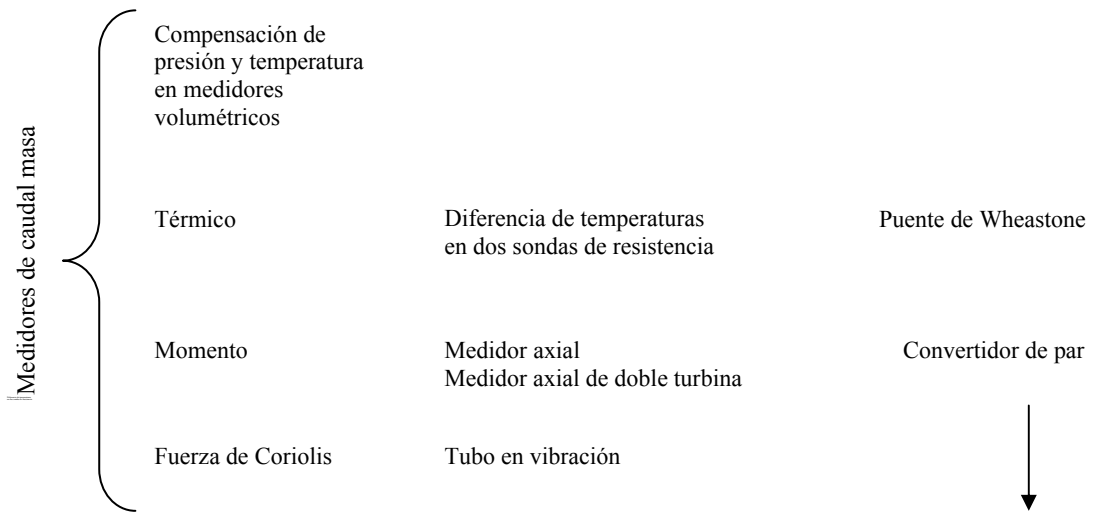 Medidores de caudal masa
Compensación de
presión y temperatura
en medidores
volumétricos
Térmico
Diferencia de temperaturas
en dos sondas de resistencia
Puente de Wheastone
Momento
Medidor axial
Medidor axial de doble turbina
Convertidor de par
Fuerza de Coriolis
Tubo en vibración